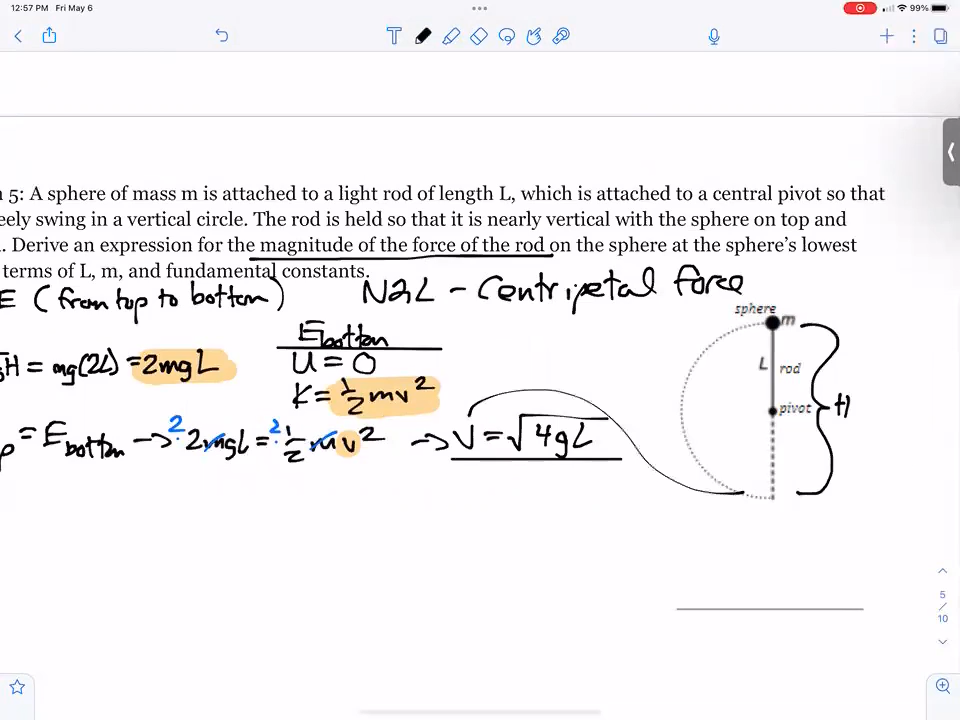 12:57 PM Fri May 6
99%
5: A sphere of mass m is attached to a light rod of length L, which is attached to a central pivot so that
eely swing in a vertical circle. The rod is held so that it is nearly vertical with the sphere on top and
. Derive an expression for the magnitude of the force of the rod on the sphere at the sphere's lowest
terms of L, m, and fundamental constants.
E (from top to bottom)
N2L - Centripetal force
sphere
m
E bottom
U = 0
H = mg(2L) = 2mgL
K = 1/2 mv²
L rod
pivot
H
= E bottom → 2· 2mgL = 2· 1/2 mv² → v = √4gL
5
/
10